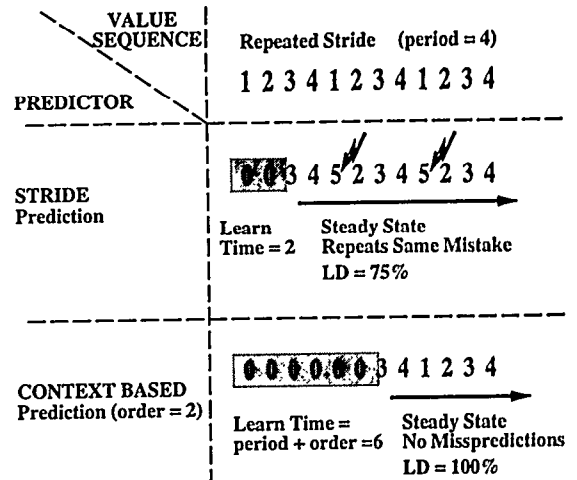 VALUE
SEQUENCE
Repeated Stride (period = 4)
1 2 3 4 1 2 3 4 1 2 3 4
PREDICTOR
0 0 3 4 5 2 3 4 5 2 3 4
STRIDE
Prediction
Learn
Time = 2
Steady State
Repeats Same Mistake
LD = 75%
0 0 0 0 0 0 3 4 1 2 3 4
CONTEXT BASED
Prediction (order = 2)
Learn Time =
period + order =6
Steady State
No Misspredictions
LD = 100%